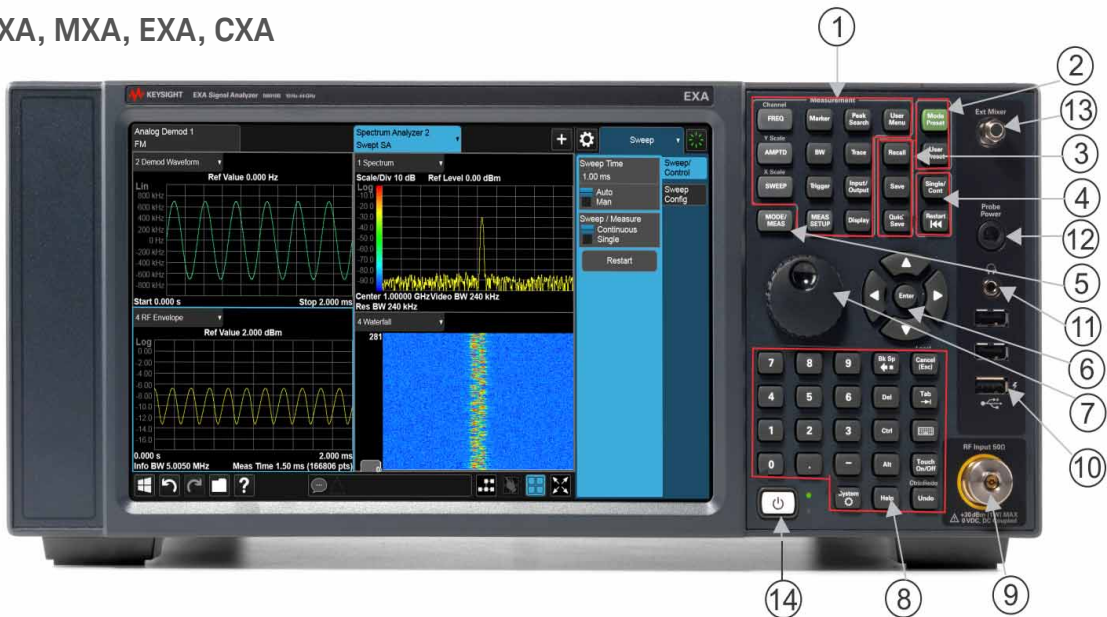 XA, MXA, EXA, CXA
1
2
13
3
4
12
5
11
6
7
10
14
8
9
KEYSIGHT EXA Signal Analyzer
EXA
Analog Demod 1
FM
Spectrum Analyzer 2
Swept SA
+
Sweep
2 Demod Waveform
Ref Value 0.000 Hz
Lin
800 kHz
600 kHz
400 kHz
200 kHz
0 Hz
-200 kHz
-400 kHz
-600 kHz
-800 kHz
Start 0.000 s
Stop 2.000 ms
1 Spectrum
Scale/Div 10 dB
Ref Level 0.00 dBm
Log
-10.0
-20.0
-30.0
-40.0
-50.0
-60.0
-70.0
-80.0
-90.0
Center 1.00000 GHz
Video BW 240 kHz
Res BW 240 kHz
4 RF Envelope
Ref Value 2.000 dBm
Log
0.00
-2.00
-4.00
-6.00
-8.00
-10.0
-12.0
-14.0
-16.0
0.000 s
2.000 ms
Info BW 5.0050 MHz
Meas Time 1.50 ms (166806 pts)
4 Waterfall
281
0
Sweep Time
1.00 ms
Auto
Man
Sweep / Measure
Continuous
Single
Restart
Sweep/
Control
Sweep
Config
?
Measurement
Channel
FREQ
Marker
Peak
Search
User
Menu
Mode
Preset
Y Scale
AMPTD
BW
Trace
Recall
User
Preset
X Scale
SWEEP
Trigger
Input/
Output
Save
Single/
Cont
MODE/
MEAS
MEAS
SETUP
Display
Quick
Save
Restart
Enter
7
8
9
Bk Sp
Cancel
(Esc)
4
5
6
Del
Tab
1
2
3
Ctrl
0
.
−
Alt
Touch
On/Off
System
Help
Undo
Ext Mixer
Probe
Power
RF Input 50Ω
+30 dBm (1W) MAX
0 VDC, DC Coupled